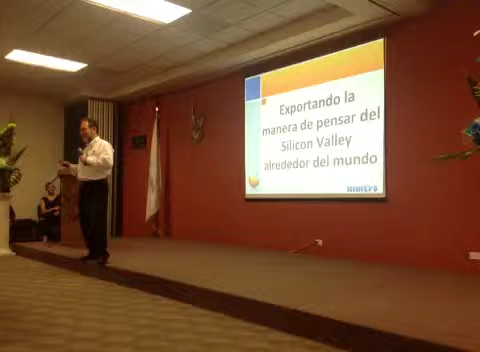 Exportando la
manera de pensar del
Silicon Valley
alrededor del mundo